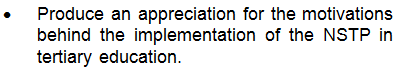 • Produce an appreciation for the motivations
behind the implementation of the NSTP in
tertiary education.